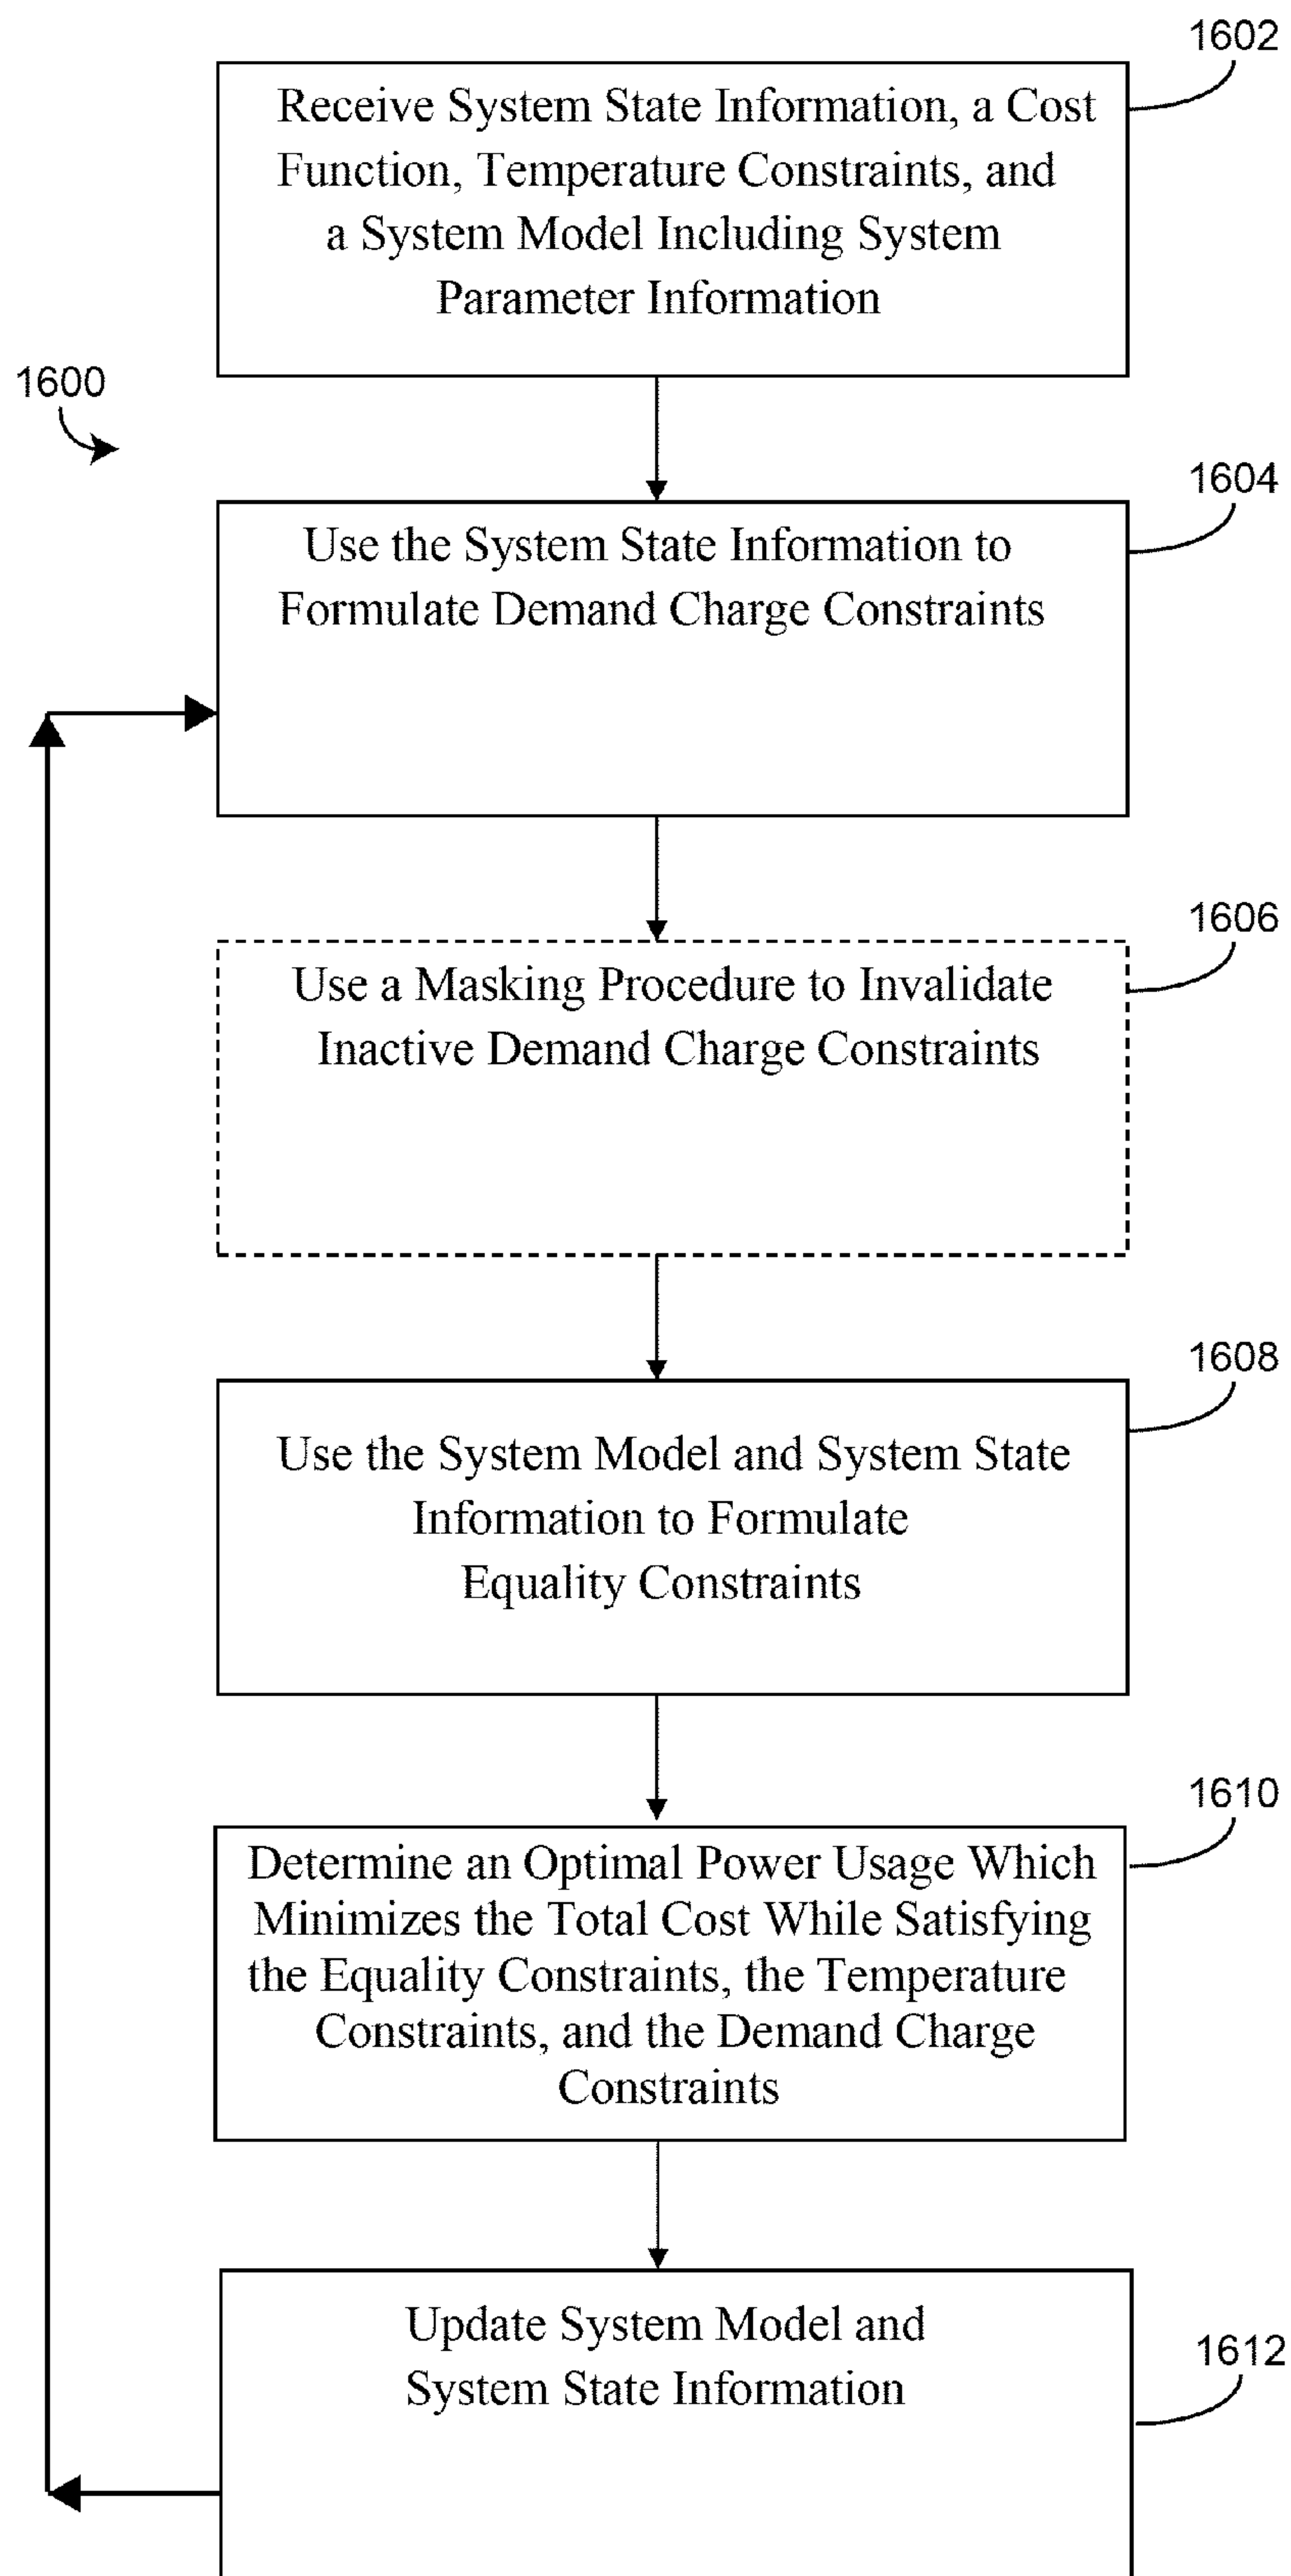 1602
Receive System State Information, a Cost
Function, Temperature Constraints, and
a System Model Including System
Parameter Information
1600
1604
Use the System State Information to
Formulate Demand Charge Constraints
1606
Use a Masking Procedure to Invalidate
Inactive Demand Charge Constraints
1608
Use the System Model and System State
Information to Formulate
Equality Constraints
1610
Determine an Optimal Power Usage Which
Minimizes the Total Cost While Satisfying
the Equality Constraints, the Temperature
Constraints, and the Demand Charge
Constraints
1612
Update System Model and
System State Information